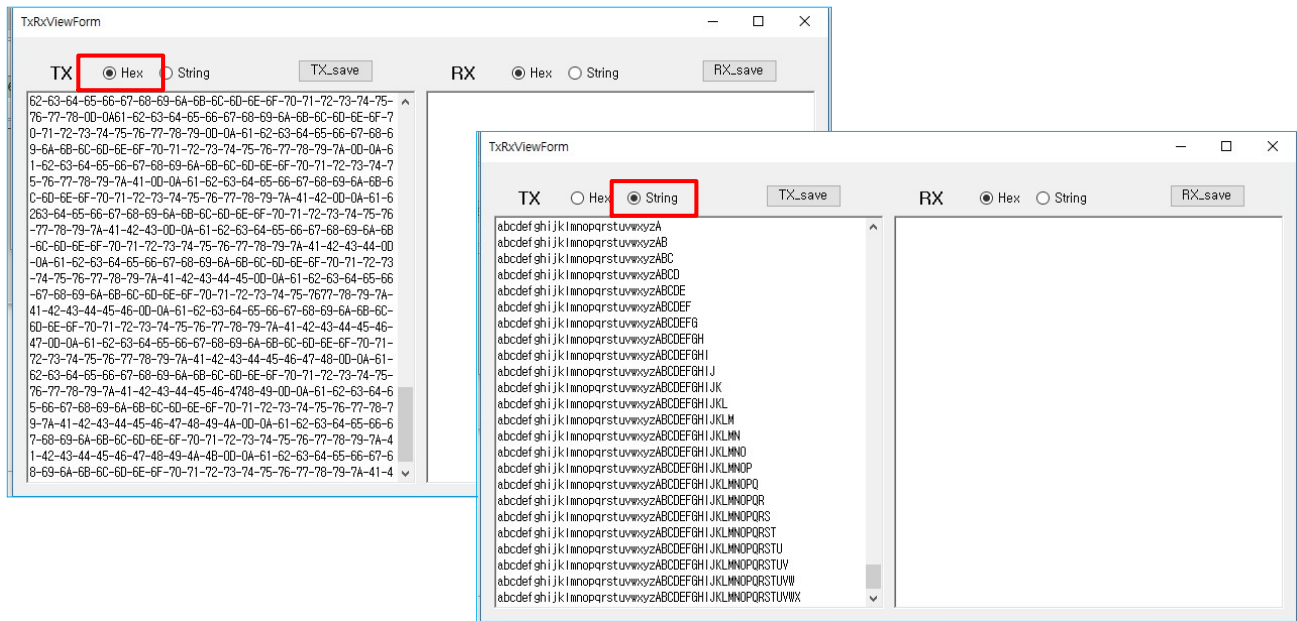 TxRxViewForm
TX Hex String TX_save RX Hex String RX_save
62-63-64-65-66-67-68-69-6A-6B-6C-6D-6E-6F-70-71-72-73-74-75-
76-77-78-0D-0A61-62-63-64-65-66-67-68-69-6A-6B-6C-6D-6E-6F-7
0-71-72-73-74-75-76-77-78-79-0D-0A-61-62-63-64-65-66-67-68-6
9-6A-6B-6C-6D-6E-6F-70-71-72-73-74-75-76-77-78-79-7A-0D-0A-6
1-62-63-64-65-66-67-68-69-6A-6B-6C-6D-6E-6F-70-71-72-73-74-7
5-76-77-78-79-7A-41-0D-0A-61-62-63-64-65-66-67-68-69-6A-6B-6
C-6D-6E-6F-70-71-72-73-74-75-76-77-78-79-7A-41-42-0D-0A-61-6
263-64-65-66-67-68-69-6A-6B-6C-6D-6E-6F-70-71-72-73-74-75-76
-77-78-79-7A-41-42-43-0D-0A-61-62-63-64-65-66-67-68-69-6A-6B
-6C-6D-6E-6F-70-71-72-73-74-75-76-77-78-79-7A-41-42-43-44-0D
-0A-61-62-63-64-65-66-67-68-69-6A-6B-6C-6D-6E-6F-70-71-72-73
-74-75-76-77-78-79-7A-41-42-43-44-45-0D-0A-61-62-63-64-65-66
-67-68-69-6A-6B-6C-6D-6E-6F-70-71-72-73-74-75-7677-78-79-7A-
41-42-43-44-45-46-0D-0A-61-62-63-64-65-66-67-68-69-6A-6B-6C-
6D-6E-6F-70-71-72-73-74-75-76-77-78-79-7A-41-42-43-44-45-46-
47-0D-0A-61-62-63-64-65-66-67-68-69-6A-6B-6C-6D-6E-6F-70-71-
72-73-74-75-76-77-78-79-7A-41-42-43-44-45-46-47-48-0D-0A-61-
62-63-64-65-66-67-68-69-6A-6B-6C-6D-6E-6F-70-71-72-73-74-75-
76-77-78-79-7A-41-42-43-44-45-46-4748-49-0D-0A-61-62-63-64-6
5-66-67-68-69-6A-6B-6C-6D-6E-6F-70-71-72-73-74-75-76-77-78-7
9-7A-41-42-43-44-45-46-47-48-49-4A-0D-0A-61-62-63-64-65-66-6
7-68-69-6A-6B-6C-6D-6E-6F-70-71-72-73-74-75-76-77-78-79-7A-4
1-42-43-44-45-46-47-48-49-4A-4B-0D-0A-61-62-63-64-65-66-67-6
8-69-6A-6B-6C-6D-6E-6F-70-71-72-73-74-75-76-77-78-79-7A-41-4
TxRxViewForm
TX Hex String TX_save RX Hex String RX_save
abcdefghijklmnopqrstuvwxyzA
abcdefghijklmnopqrstuvwxyzAB
abcdefghijklmnopqrstuvwxyzABC
abcdefghijklmnopqrstuvwxyzABCD
abcdefghijklmnopqrstuvwxyzABCDE
abcdefghijklmnopqrstuvwxyzABCDEF
abcdefghijklmnopqrstuvwxyzABCDEFG
abcdefghijklmnopqrstuvwxyzABCDEFGH
abcdefghijklmnopqrstuvwxyzABCDEFGHI
abcdefghijklmnopqrstuvwxyzABCDEFGHIJ
abcdefghijklmnopqrstuvwxyzABCDEFGHIJK
abcdefghijklmnopqrstuvwxyzABCDEFGHIJKL
abcdefghijklmnopqrstuvwxyzABCDEFGHIJKLM
abcdefghijklmnopqrstuvwxyzABCDEFGHIJKLMN
abcdefghijklmnopqrstuvwxyzABCDEFGHIJKLMNO
abcdefghijklmnopqrstuvwxyzABCDEFGHIJKLMNOP
abcdefghijklmnopqrstuvwxyzABCDEFGHIJKLMNOPQ
abcdefghijklmnopqrstuvwxyzABCDEFGHIJKLMNOPQR
abcdefghijklmnopqrstuvwxyzABCDEFGHIJKLMNOPQRS
abcdefghijklmnopqrstuvwxyzABCDEFGHIJKLMNOPQRST
abcdefghijklmnopqrstuvwxyzABCDEFGHIJKLMNOPQRSTU
abcdefghijklmnopqrstuvwxyzABCDEFGHIJKLMNOPQRSTUV
abcdefghijklmnopqrstuvwxyzABCDEFGHIJKLMNOPQRSTUVW
abcdefghijklmnopqrstuvwxyzABCDEFGHIJKLMNOPQRSTUVWX